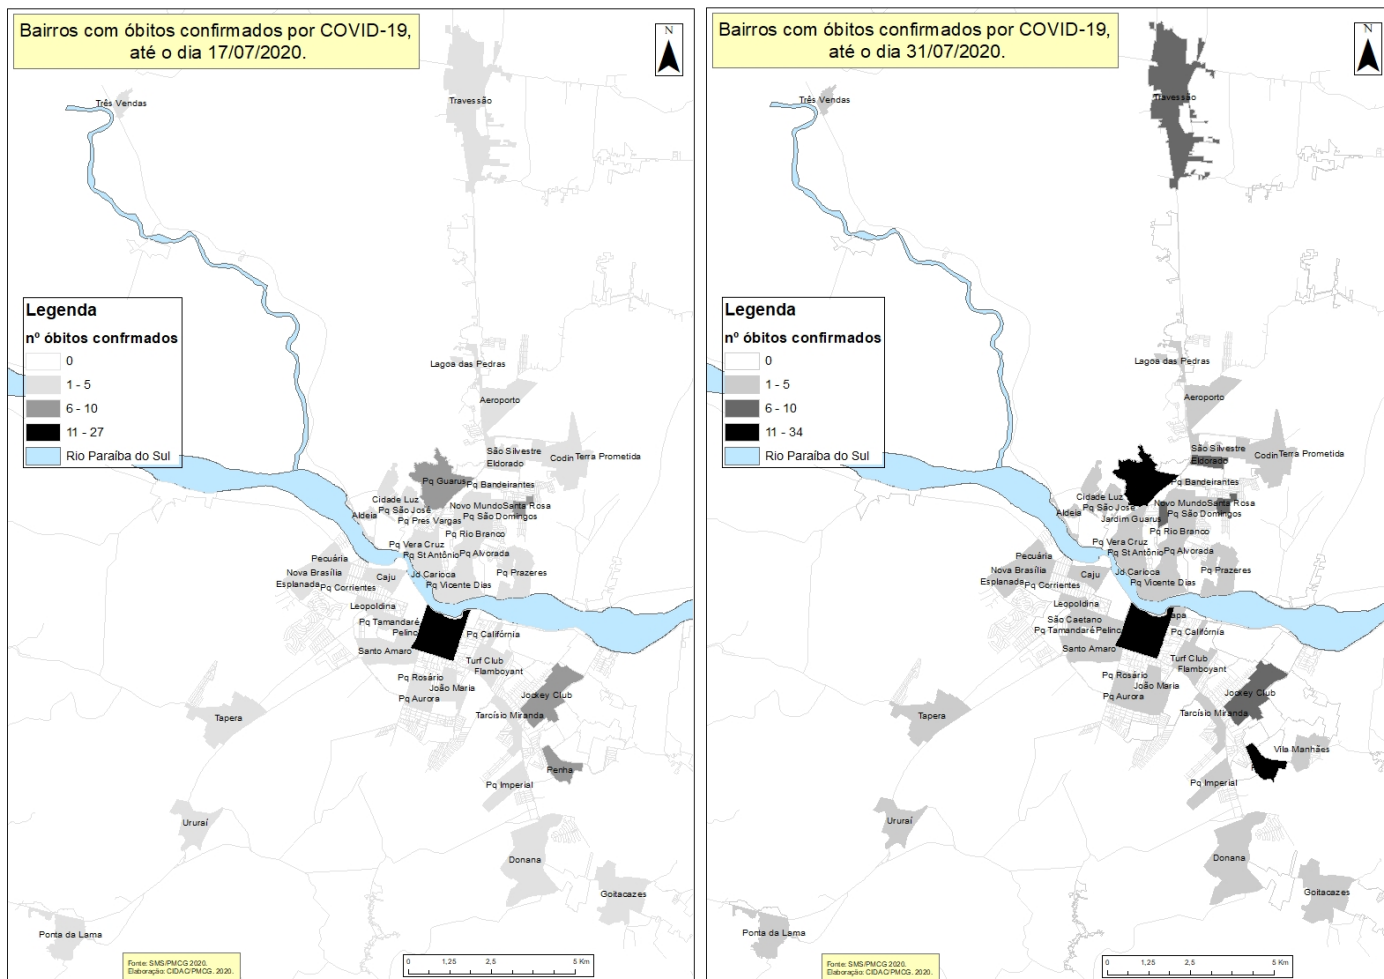 Bairros com óbitos confirmados por COVID-19,
até o dia 17/07/2020.
N
Três Vendas
Travessão
Legenda
nº óbitos confrmados
0
1 - 5
6 - 10
11 - 27
Rio Paraíba do Sul
Lagoa das Pedras
Aeroporto
São Silvestre
Eldorado
Codin
Terra Prometida
Pq Guarus
Pq Bandeirantes
Cidade Luz
Pq São José
Novo Mundo
Santa Rosa
Aldeia
Pq Pres Vargas
Pq São Domingos
Pq Rio Branco
Pq Vera Cruz
Pq St Antônio
Pq Alvorada
Pecuária
Nova Brasília
Caju
Jd Carioca
Pq Prazeres
Esplanada
Pq Corrientes
Pq Vicente Dias
Leopoldina
Pq Tamandaré
Pelinc
Pq Califórnia
Santo Amaro
Turf Club
Flamboyant
Pq Rosário
João Maria
Pq Aurora
Jockey Club
Tarcísio Miranda
Tapera
Penha
Pq Imperial
Ururaí
Donana
Goitacazes
Ponta da Lama
Fonte: SMS/PMCG 2020.
Elaboração: CIDAC/PMCG. 2020.
0 1,25 2,5 5 Km
Bairros com óbitos confirmados por COVID-19,
até o dia 31/07/2020.
N
Três Vendas
Travessão
Legenda
nº óbitos confrmados
0
1 - 5
6 - 10
11 - 34
Rio Paraíba do Sul
Lagoa das Pedras
Aeroporto
São Silvestre
Eldorado
Codin
Terra Prometida
Pq Bandeirantes
Cidade Luz
Pq São José
Novo Mundo
Santa Rosa
Aldeia
Jardim Guarus
Pq São Domingos
Pq Rio Branco
Pq Vera Cruz
Pq St Antônio
Pq Alvorada
Pecuária
Nova Brasília
Caju
Jd Carioca
Pq Prazeres
Esplanada
Pq Corrientes
Pq Vicente Dias
Leopoldina
São Caetano
Pq Tamandaré
Pelinc
Pq Califórnia
Santo Amaro
Turf Club
Flamboyant
Pq Rosário
João Maria
Pq Aurora
Jockey Club
Tarcísio Miranda
Tapera
Vila Manhães
Pq Imperial
Ururaí
Donana
Goitacazes
Ponta da Lama
Fonte: SMS/PMCG 2020.
Elaboração: CIDAC/PMCG. 2020.
0 1,25 2,5 5 Km